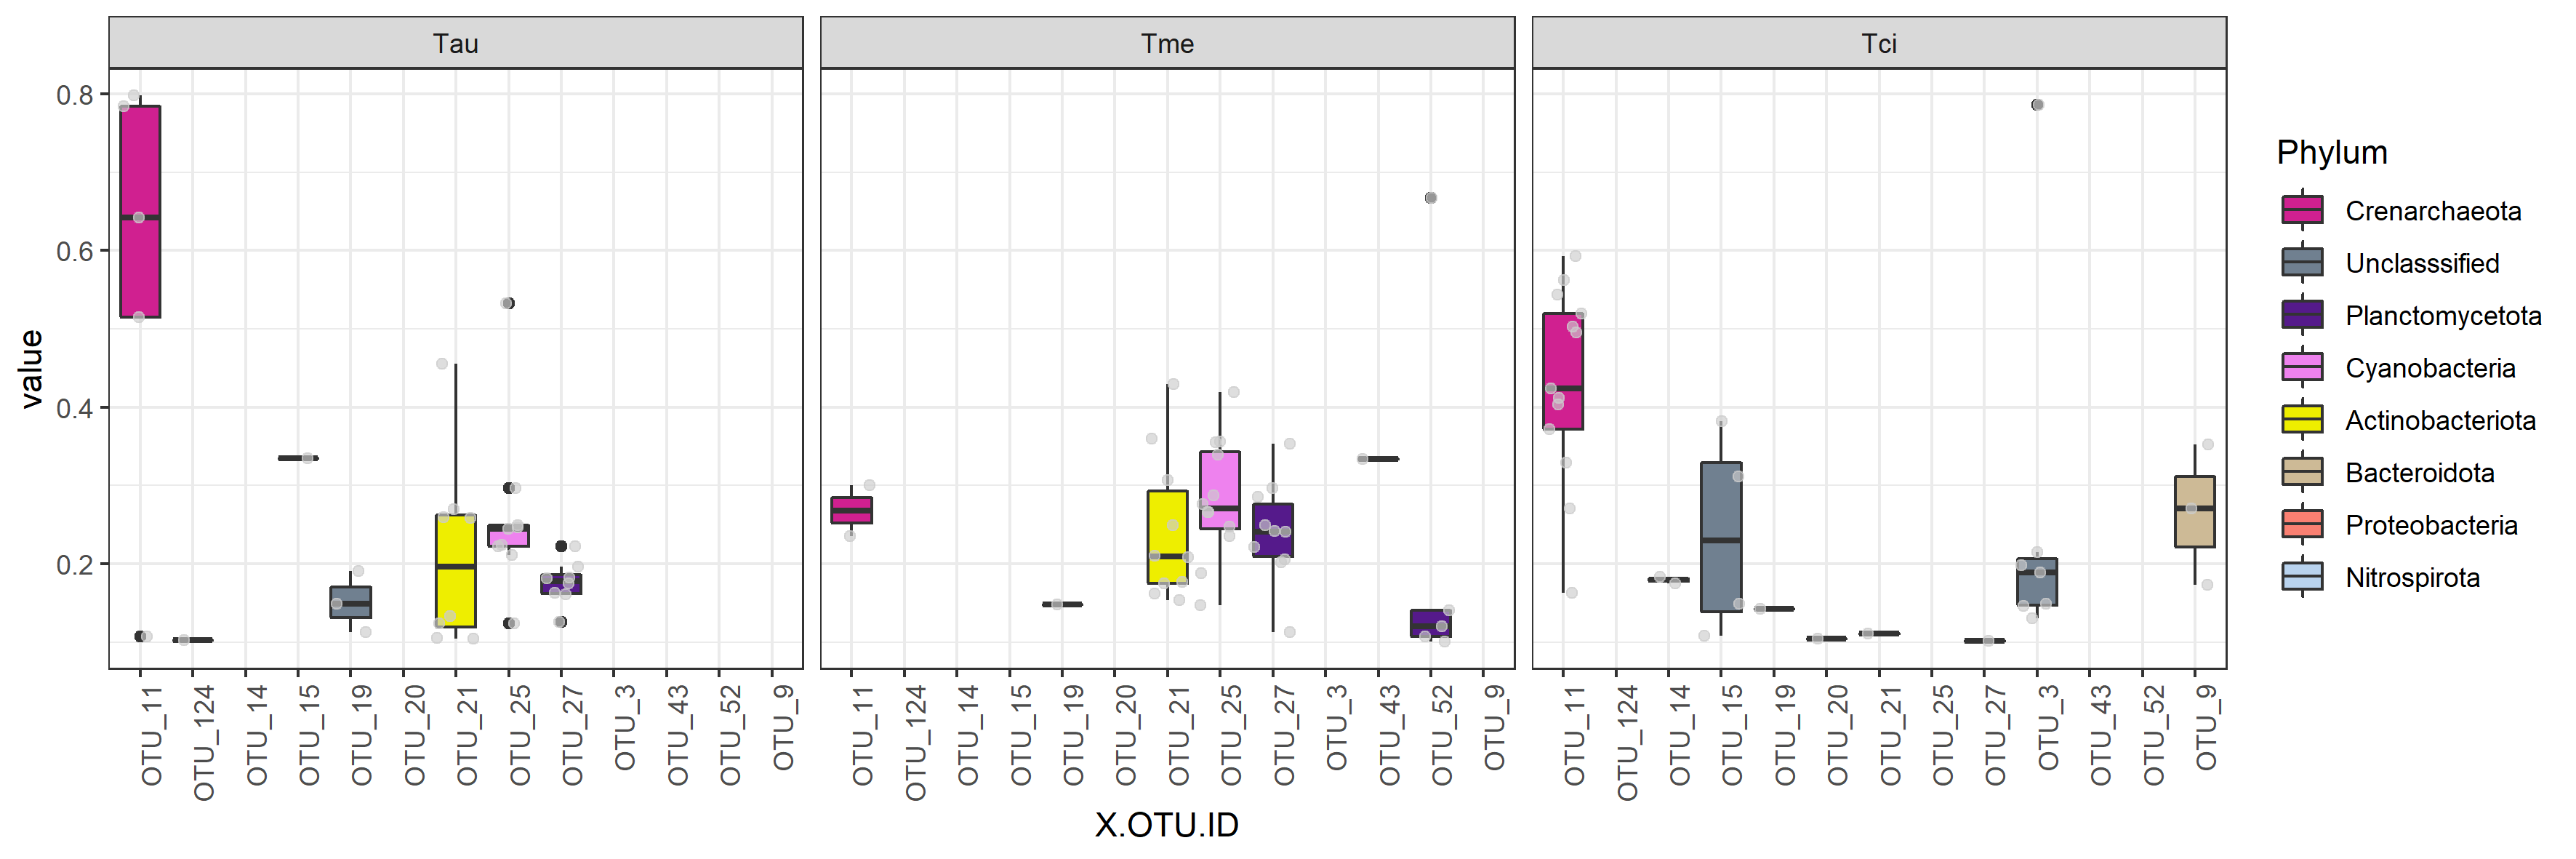 Tau
Tme
Tci
value
0.8
0.6
0.4
0.2
OTU_11
OTU_124
OTU_14
OTU_15
OTU_19
OTU_20
OTU_21
OTU_25
OTU_27
OTU_3
OTU_43
OTU_52
OTU_9
OTU_11
OTU_124
OTU_14
OTU_15
OTU_19
OTU_20
OTU_21
OTU_25
OTU_27
OTU_3
OTU_43
OTU_52
OTU_9
OTU_11
OTU_124
OTU_14
OTU_15
OTU_19
OTU_20
OTU_21
OTU_25
OTU_27
OTU_3
OTU_43
OTU_52
OTU_9
X.OTU.ID
Phylum
Crenarchaeota
Unclasssified
Planctomycetota
Cyanobacteria
Actinobacteriota
Bacteroidota
Proteobacteria
Nitrospirota